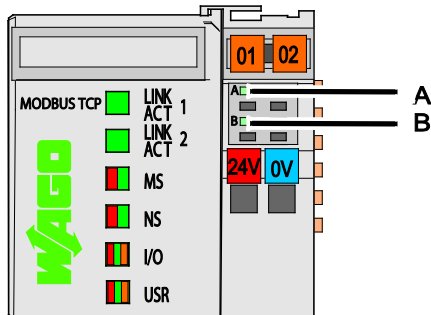 01 02
A A
B B
MODBUS TCP LINK ACT 1
LINK ACT 2
MS
24V 0V
NS
I/O
USR
WAGO